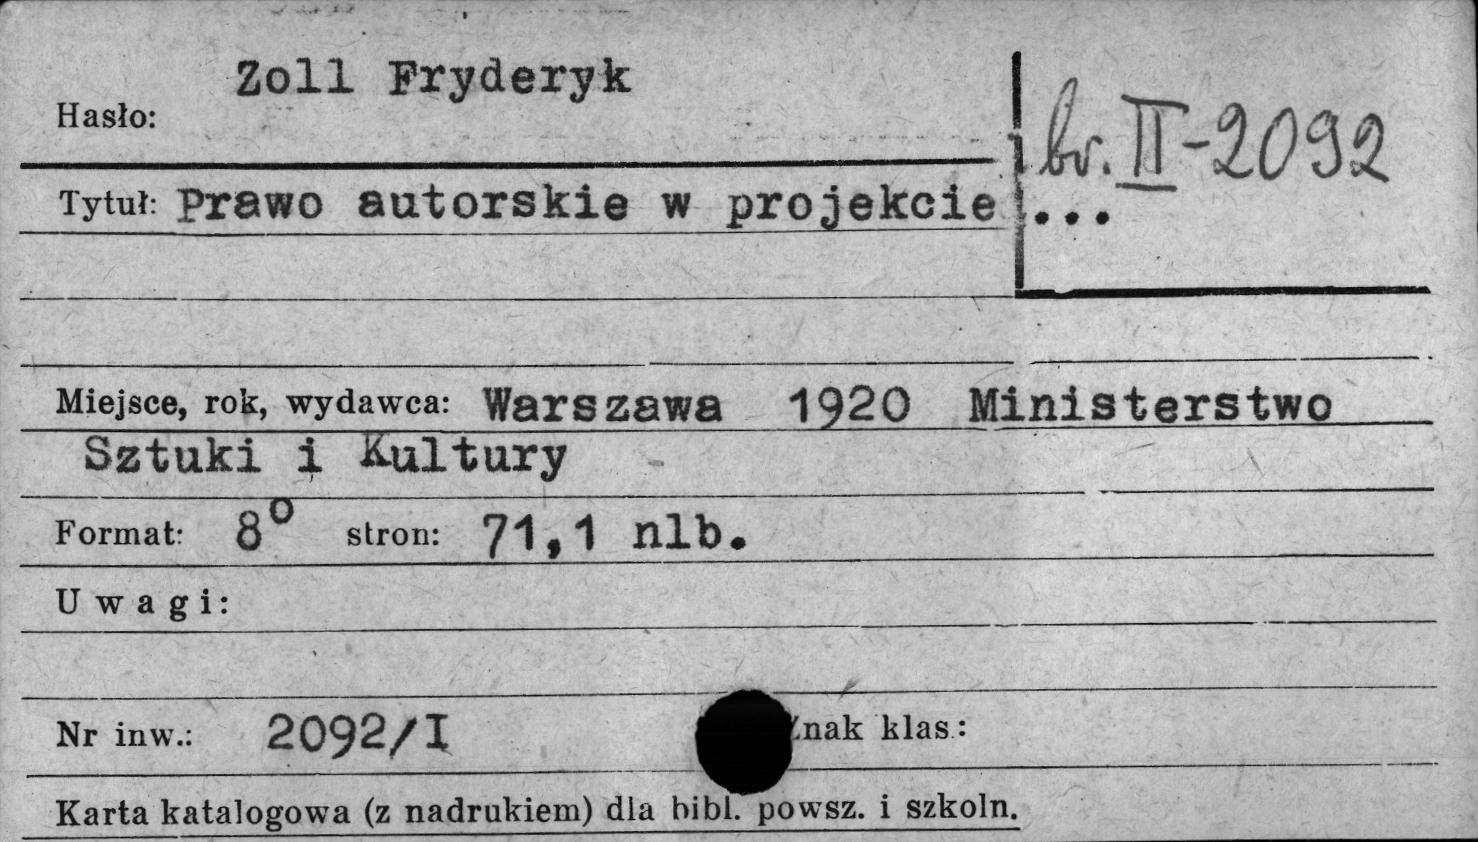 Zoll Fryderyk
Hasło:
br. II-2092
Tytuł: Prawo autorskie w projekcie ...
Miejsce, rok, wydawca: Warszawa 1920 Ministerstwo
Sztuki i Kultury
Format: 8° stron: 71,1 nlb.
Uwagi:
Nr inw.: 2092/I Znak klas.:
Karta katalogowa (z nadrukiem) dla bibl. powsz. i szkoln.